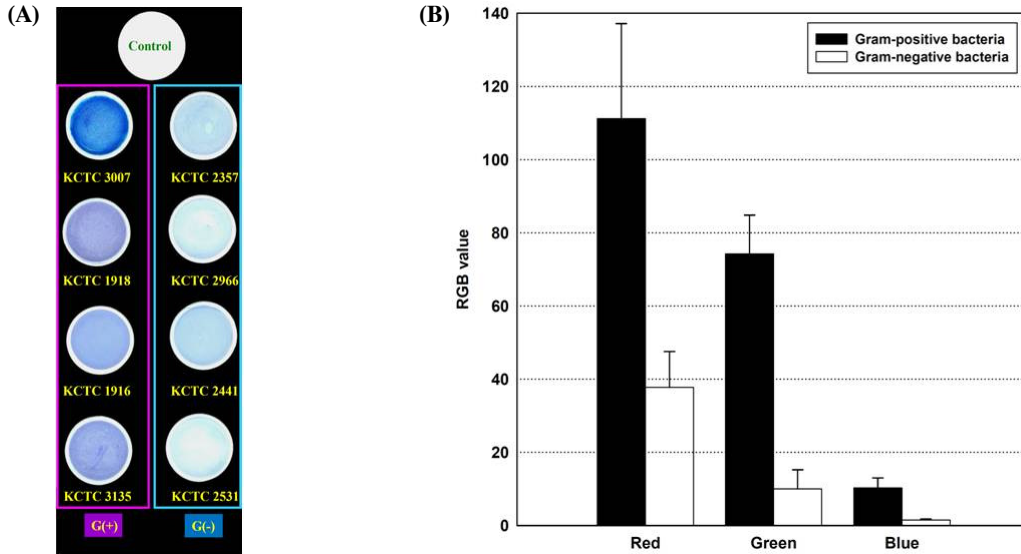 (A)
Control
KCTC 3007
KCTC 2357
KCTC 1918
KCTC 2966
KCTC 1916
KCTC 2441
KCTC 3135
KCTC 2531
G(+)
G(-)
(B)
140
120
100
80
60
40
20
0
RGB value
Gram-positive bacteria
Gram-negative bacteria
Red
Green
Blue